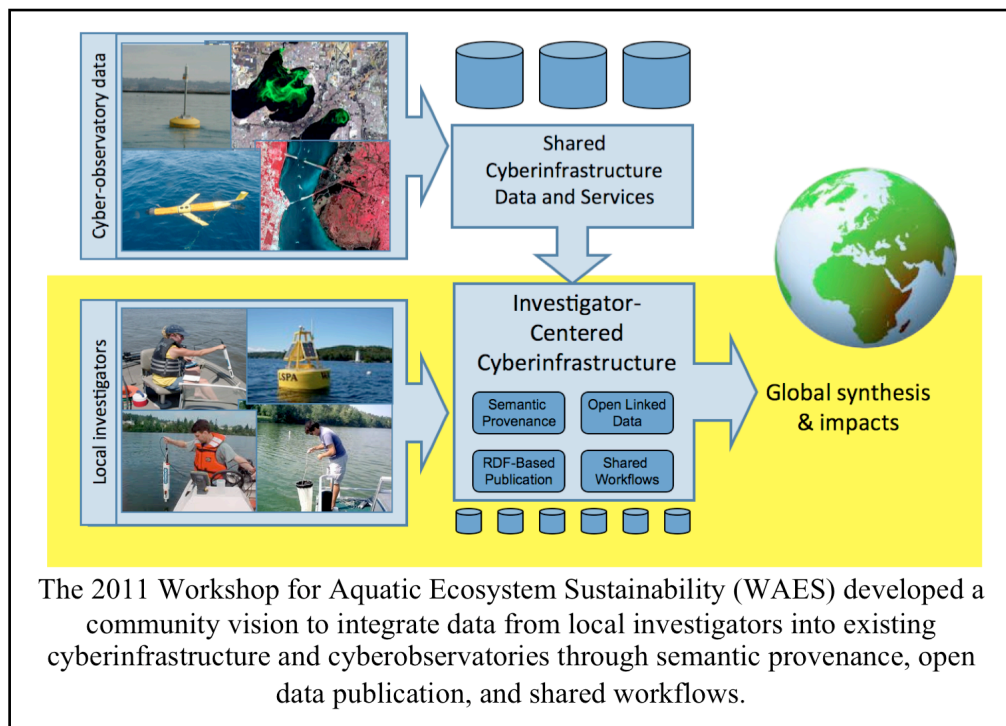 Cyber-observatory data
Shared
Cyberinfrastructure
Data and Services
Local investigators
LSPA
Investigator-
Centered
Cyberinfrastructure
Semantic
Provenance
Open Linked
Data
RDF-Based
Publication
Shared
Workflows
Global synthesis
& impacts
The 2011 Workshop for Aquatic Ecosystem Sustainability (WAES) developed a
community vision to integrate data from local investigators into existing
cyberinfrastructure and cyberobservatories through semantic provenance, open
data publication, and shared workflows.